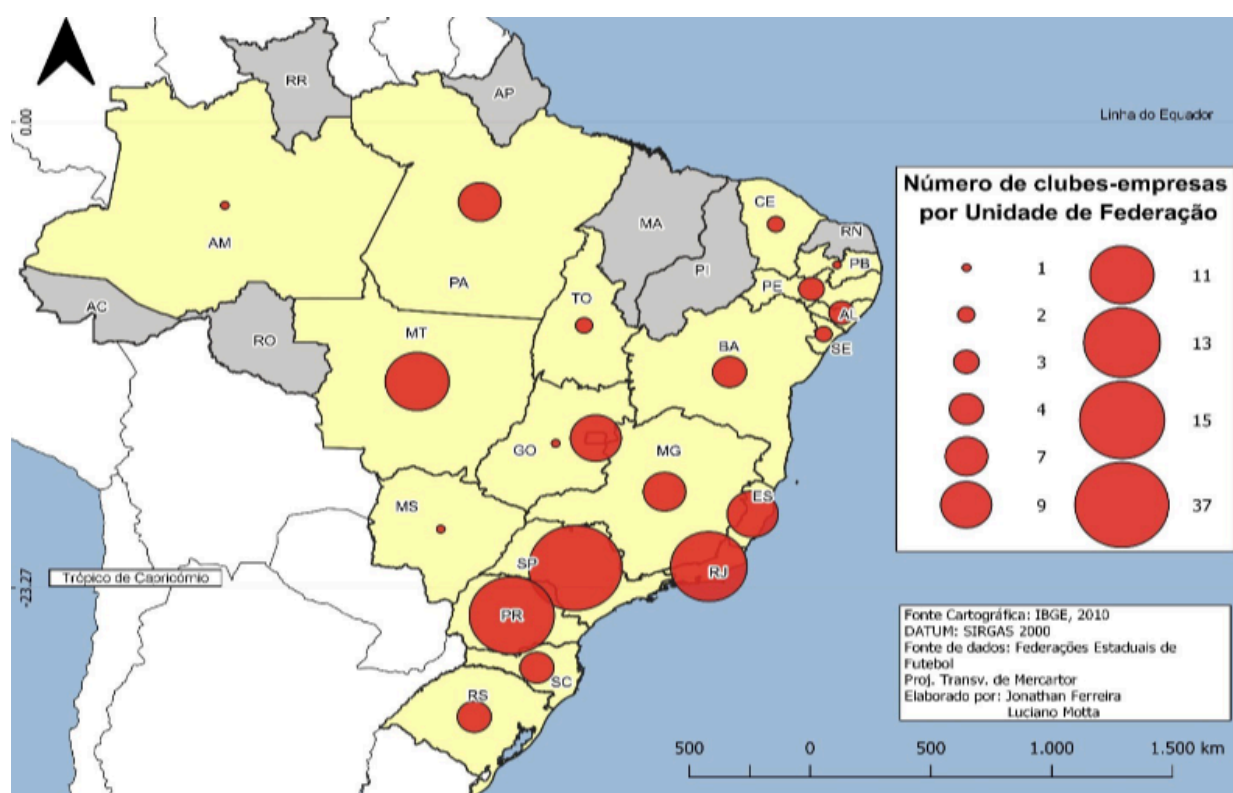 RR
AP
0.00
Linha do Equador
AM
PA
MA
CE
RN
PI
PB
PE
AL
SE
AC
RO
TO
MT
BA
GO
MG
ES
MS
SP
RJ
PR
SC
RS
Trópico de Capricórnio
-23.27
Número de clubes-empresas
por Unidade de Federação
1
2
3
4
7
9
11
13
15
37
Fonte Cartográfica: IBGE, 2010
DATUM: SIRGAS 2000
Fonte de dados: Federações Estaduais de
Futebol
Proj. Transv. de Mercartor
Elaborado por: Jonathan Ferreira
Luciano Motta
500 0 500 1.000 1.500 km